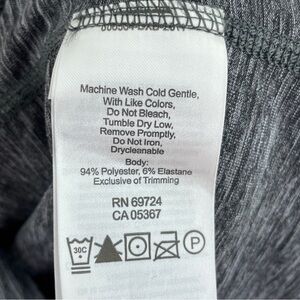 Machine Wash Cold Gentle,
With Like Colors,
Do Not Bleach,
Tumble Dry Low,
Remove Promptly,
Do Not Iron,
Drycleanable
Body:
94% Polyester, 6% Elastane
Exclusive of Trimming
RN 69724
CA 05367
30C
P